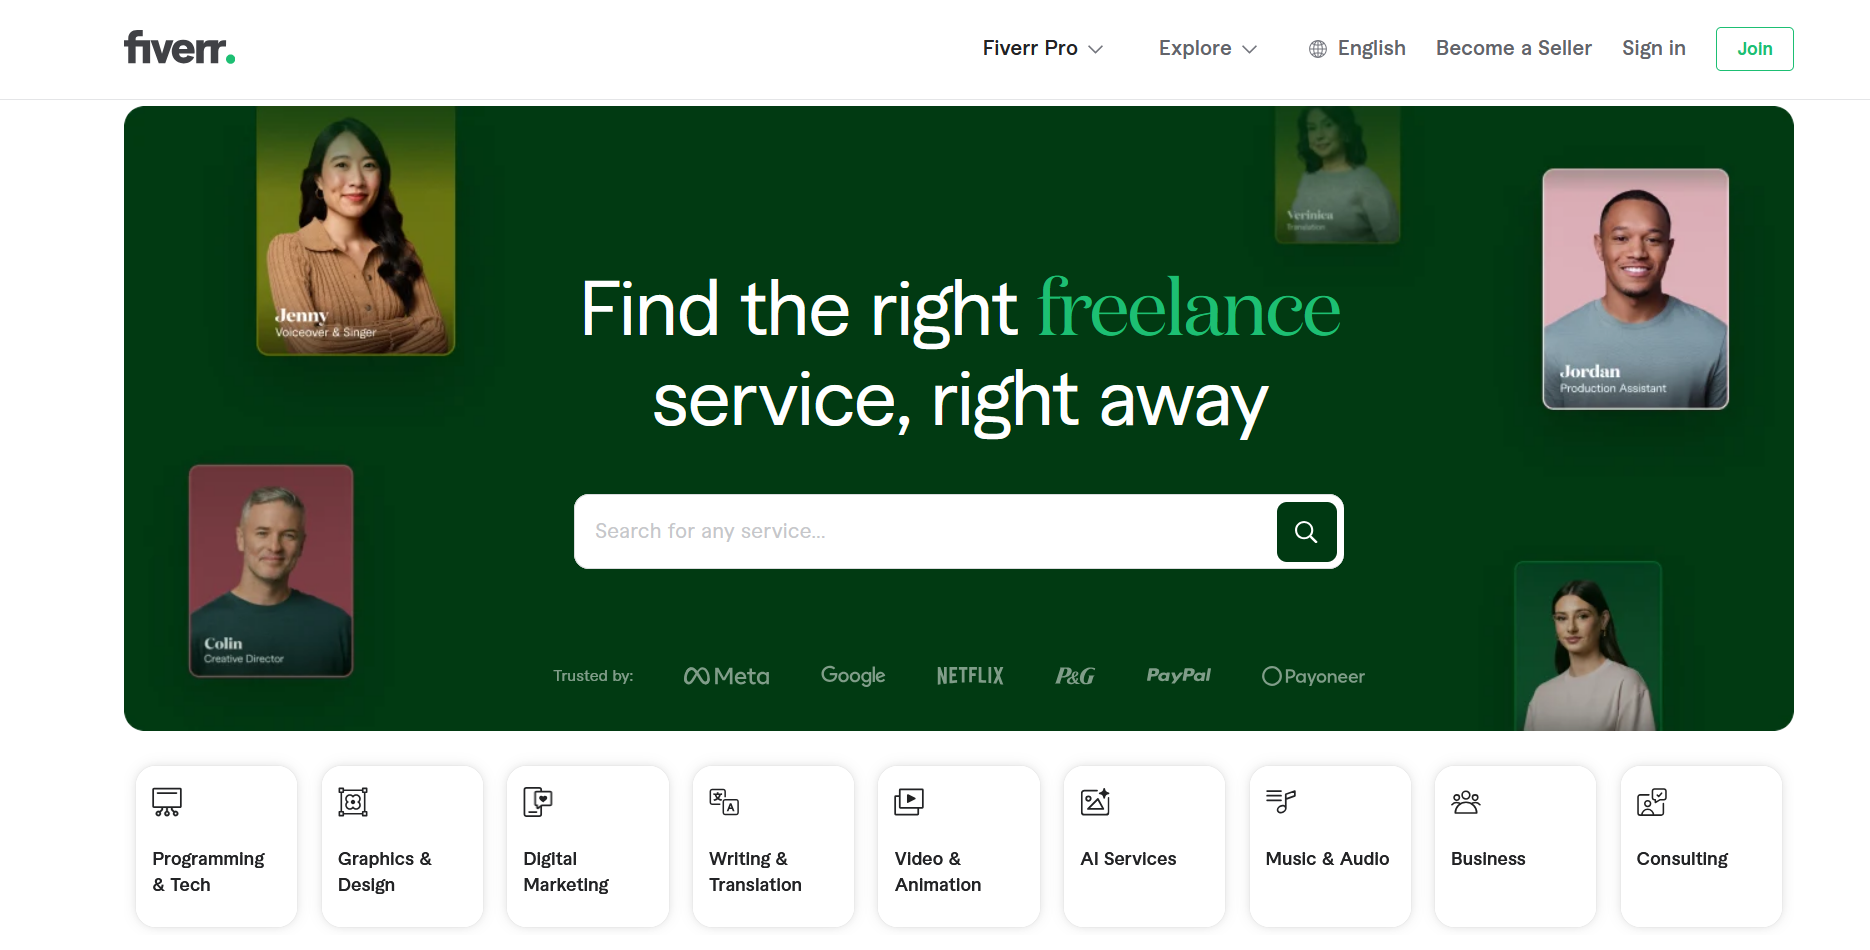 fiverr.
Fiverr Pro
Explore
English
Become a Seller
Sign in
Join
Jenny
Voiceover & Singer
Verinica
Translation
Jordan
Production Assistant
Find the right freelance
service, right away
Search for any service...
Colin
Creative Director
Trusted by:
Meta
Google
NETFLIX
P&G
PayPal
Payoneer
Programming
& Tech
Graphics &
Design
Digital
Marketing
Writing &
Translation
Video &
Animation
AI Services
Music & Audio
Business
Consulting